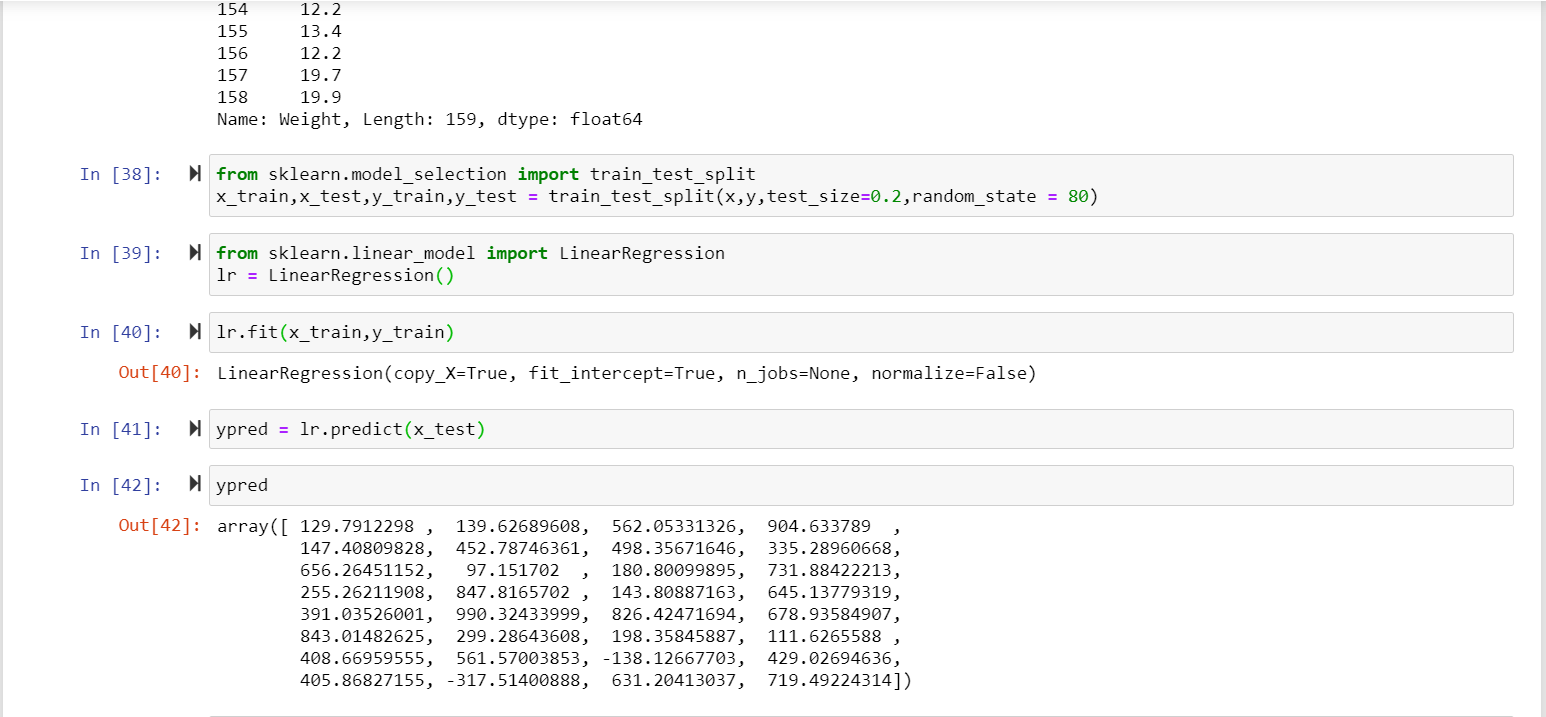 154     12.2
155     13.4
156     12.2
157     19.7
158     19.9
Name: Weight, Length: 159, dtype: float64
In [38]: from sklearn.model_selection import train_test_split
x_train,x_test,y_train,y_test = train_test_split(x,y,test_size=0.2,random_state = 80)
In [39]: from sklearn.linear_model import LinearRegression
lr = LinearRegression()
In [40]: lr.fit(x_train,y_train)
Out[40]: LinearRegression(copy_X=True, fit_intercept=True, n_jobs=None, normalize=False)
In [41]: ypred = lr.predict(x_test)
In [42]: ypred
Out[42]: array([ 129.7912298 ,  139.62689608,  562.05331326,  904.633789  ,
147.40809828,  452.78746361,  498.35671646,  335.28960668,
656.26451152,   97.151702  ,  180.80099895,  731.88422213,
255.26211908,  847.8165702 ,  143.80887163,  645.13779319,
391.03526001,  990.32433999,  826.42471694,  678.93584907,
843.01482625,  299.28643608,  198.35845887,  111.6265588 ,
408.66959555,  561.57003853, -138.12667703,  429.02694636,
405.86827155, -317.51400888,  631.20413037,  719.49224314])